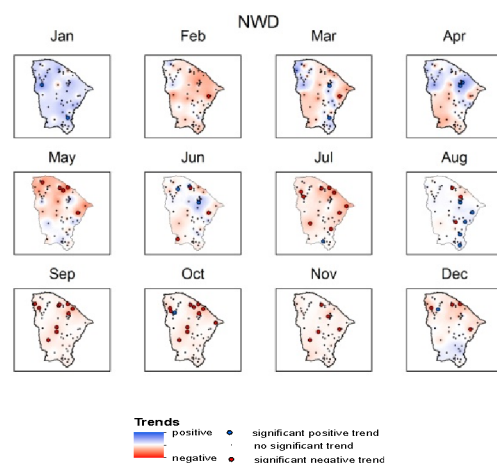 NWD
Jan Feb Mar Apr
May Jun Jul Aug
Sep Oct Nov Dec
Trends
positive significant positive trend
no significant trend
negative significant negative trend